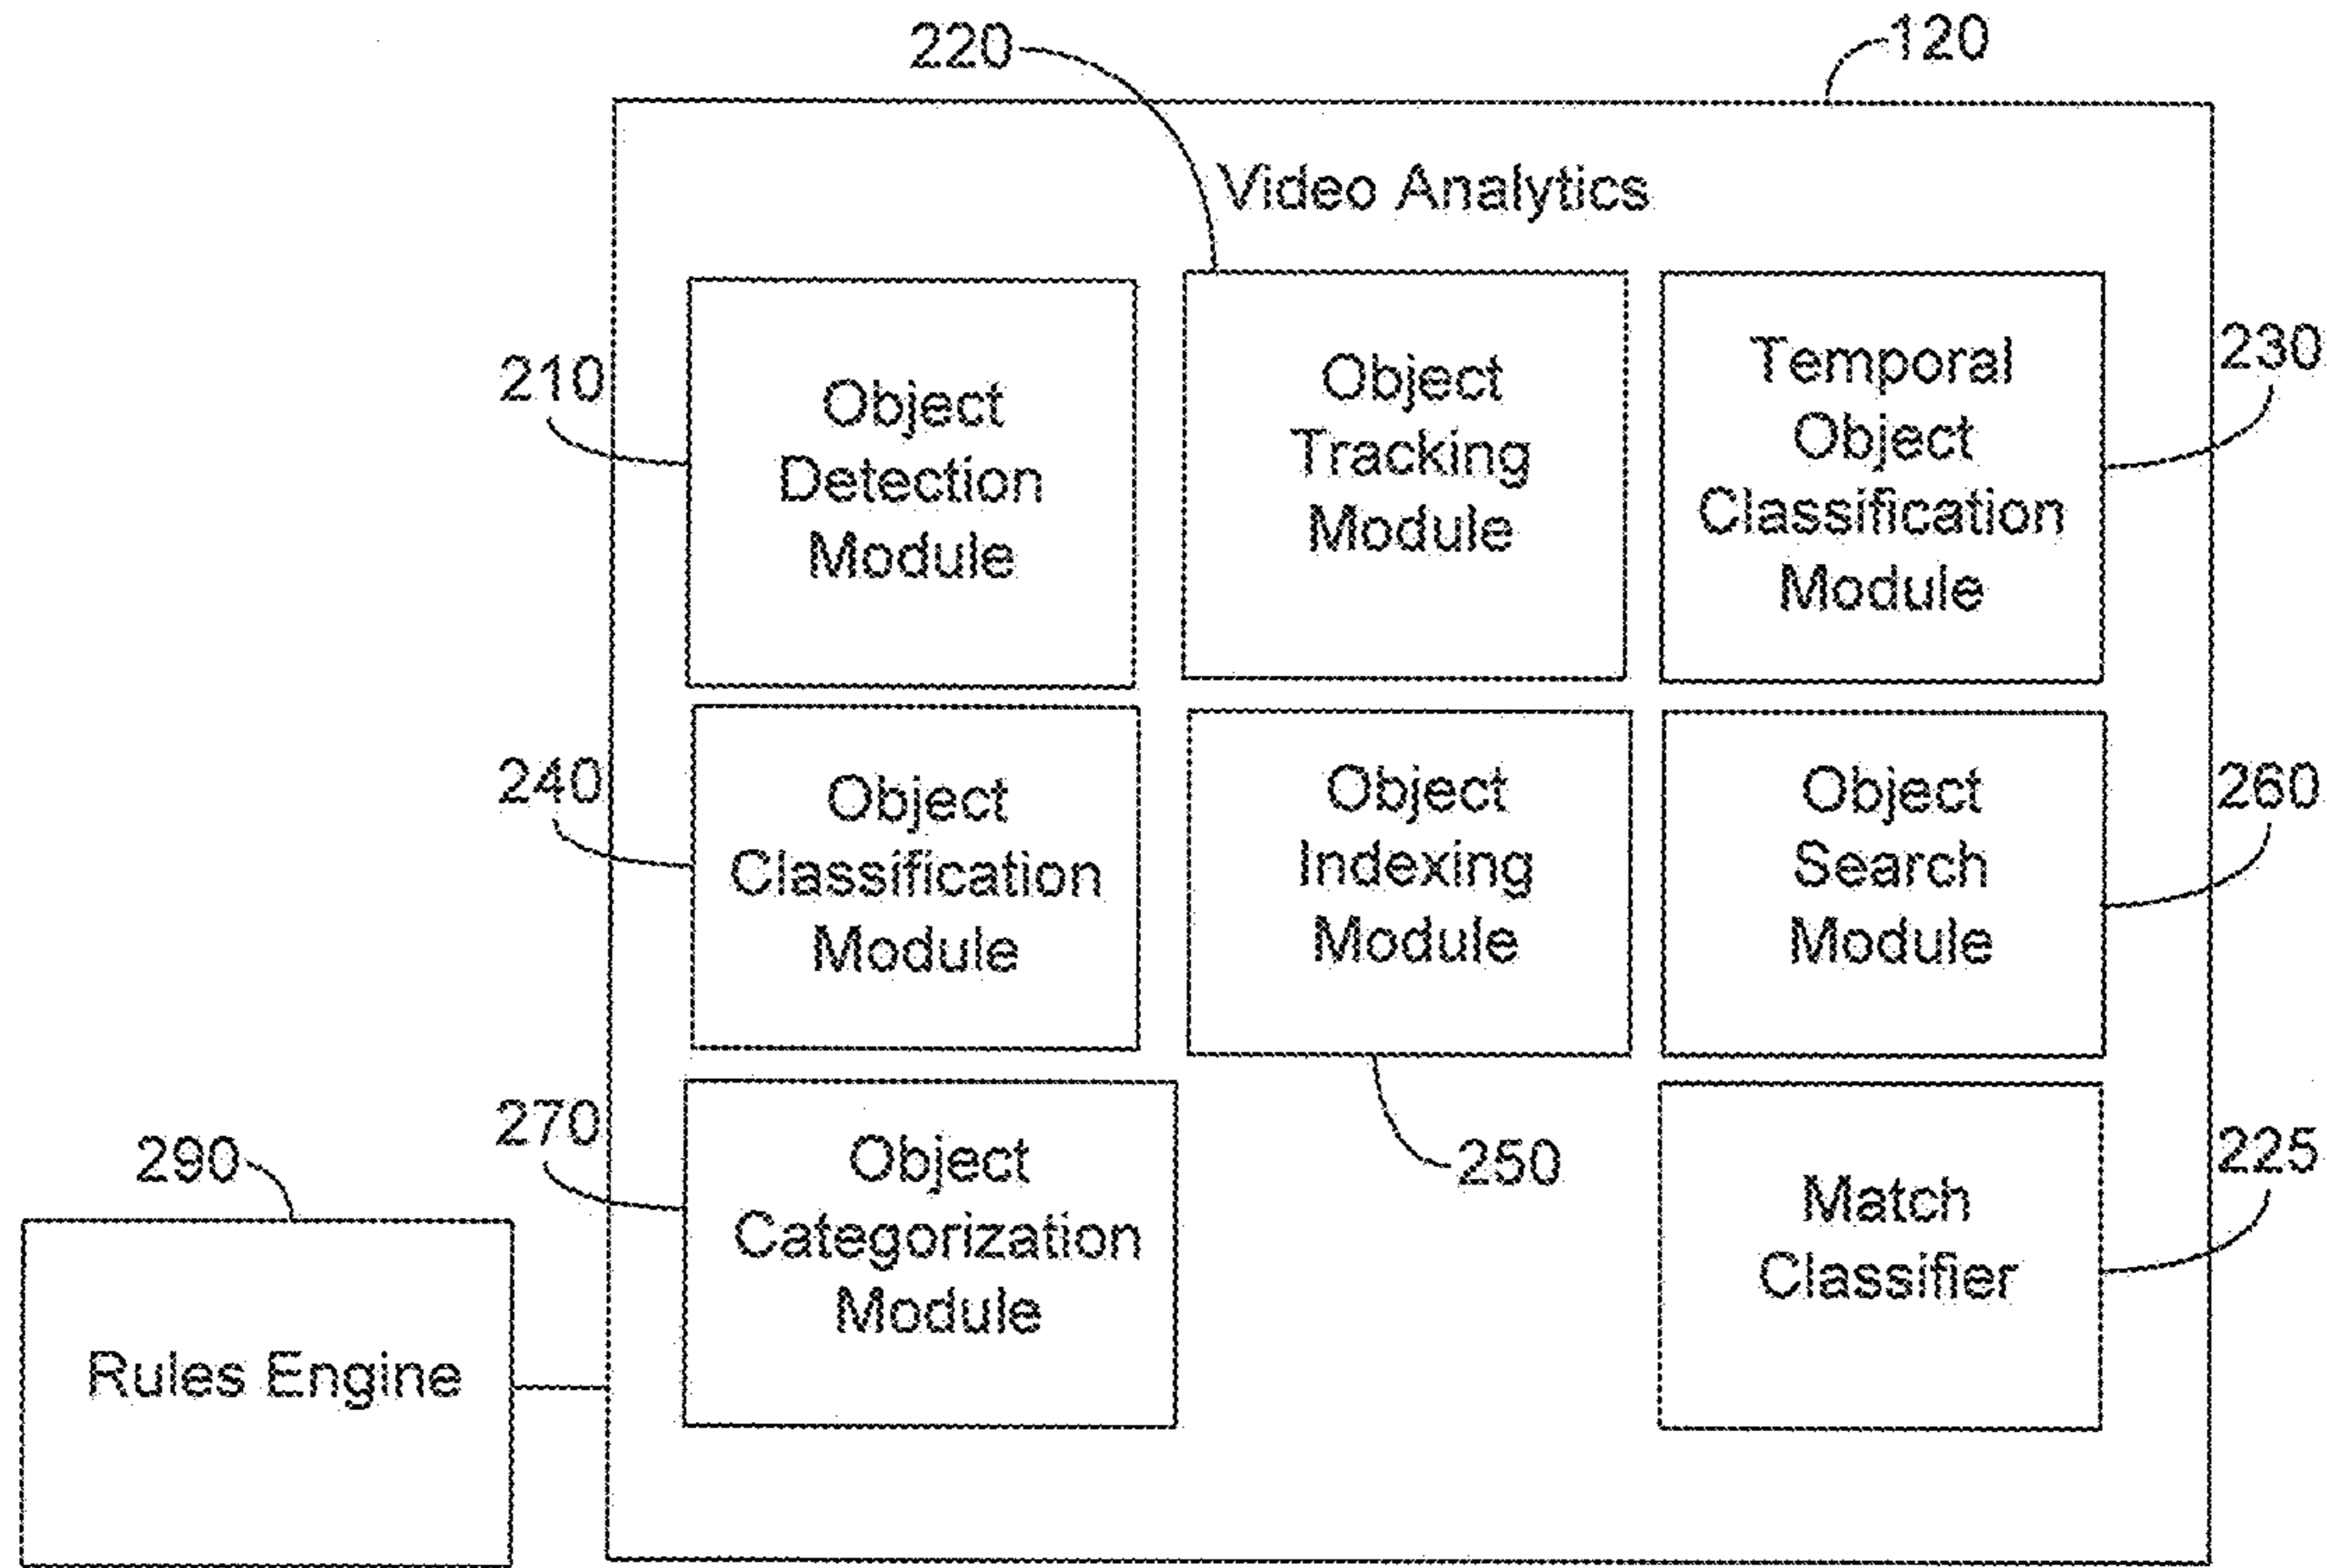 220
120
Video Analytics
210
Object
Detection
Module
Object
Tracking
Module
Temporal
Object
Classification
Module
230
240
Object
Classification
Module
Object
Indexing
Module
Object
Search
Module
260
270
Object
Categorization
Module
250
Match
Classifier
225
290
Rules Engine